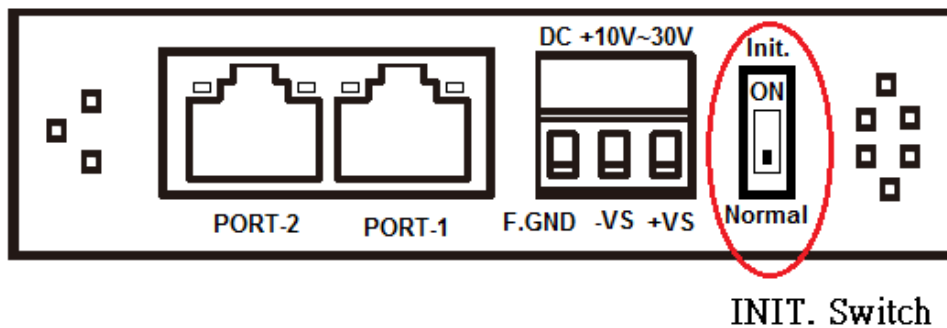 DC +10V~30V
Init.
ON
PORT-2
PORT-1
F.GND -VS +VS
Normal
INIT. Switch